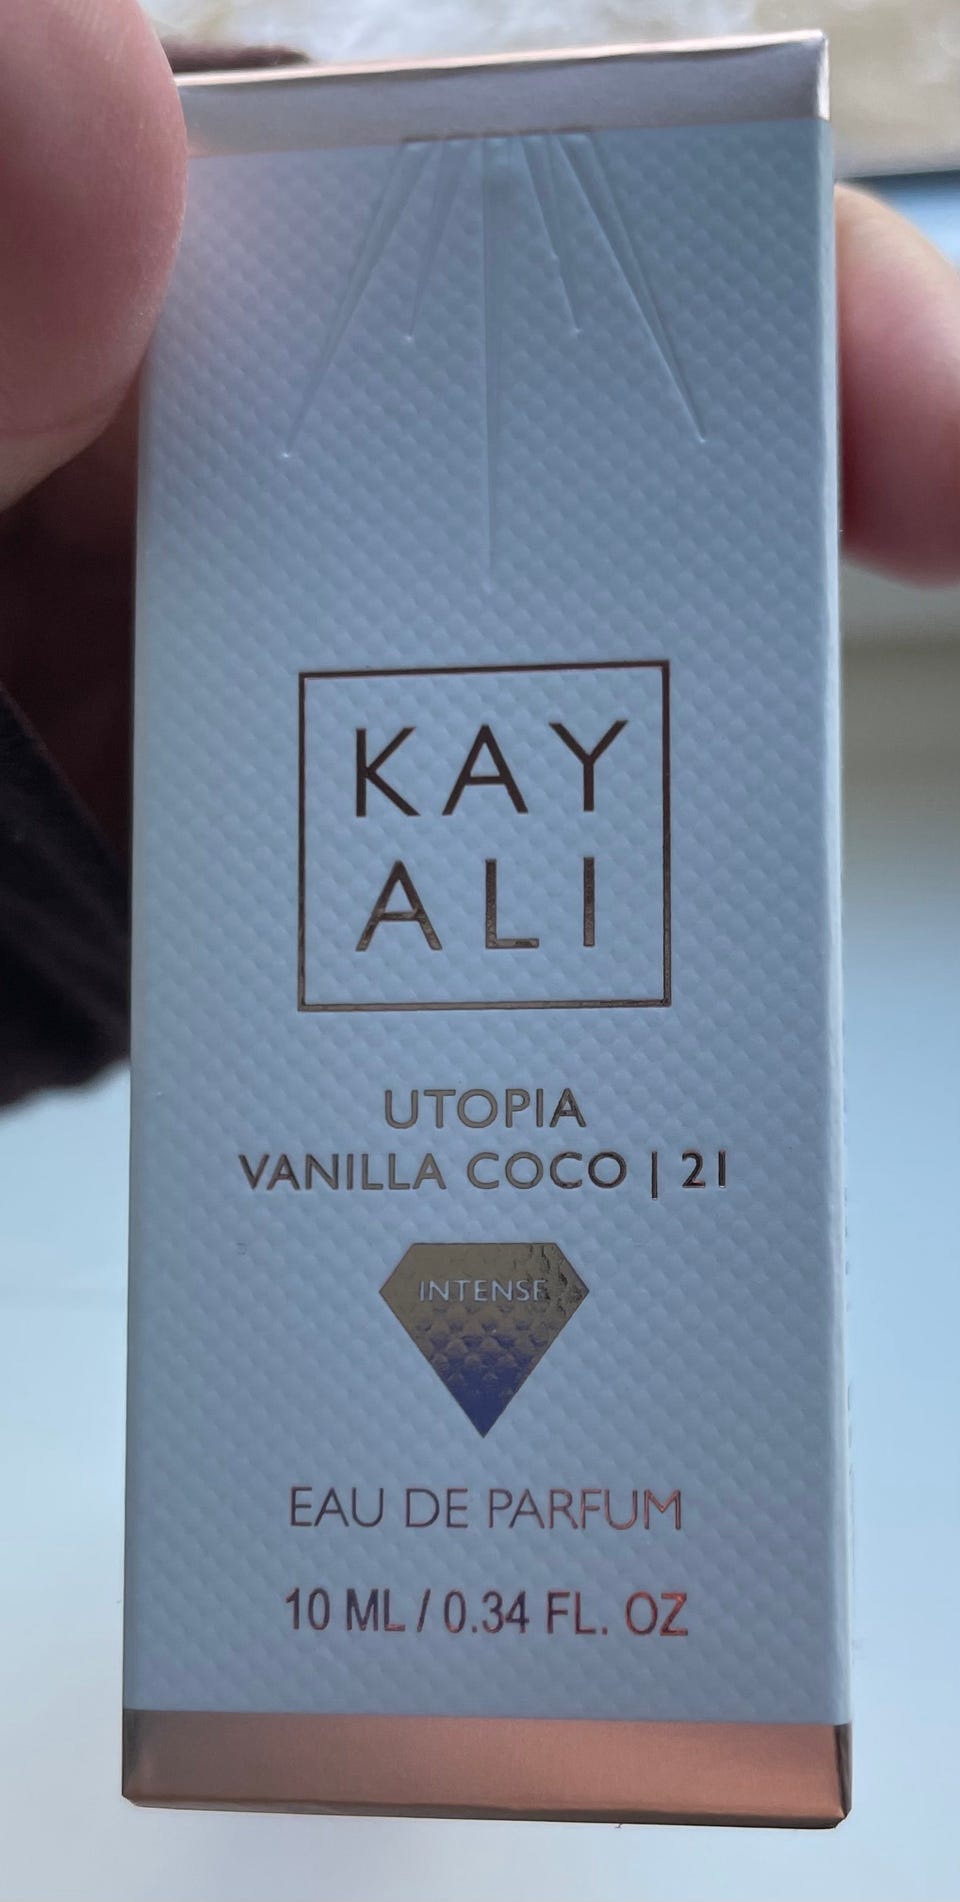 KAY
ALI
UTOPIA
VANILLA COCO | 21
INTENSE
EAU DE PARFUM
10 ML / 0.34 FL. OZ